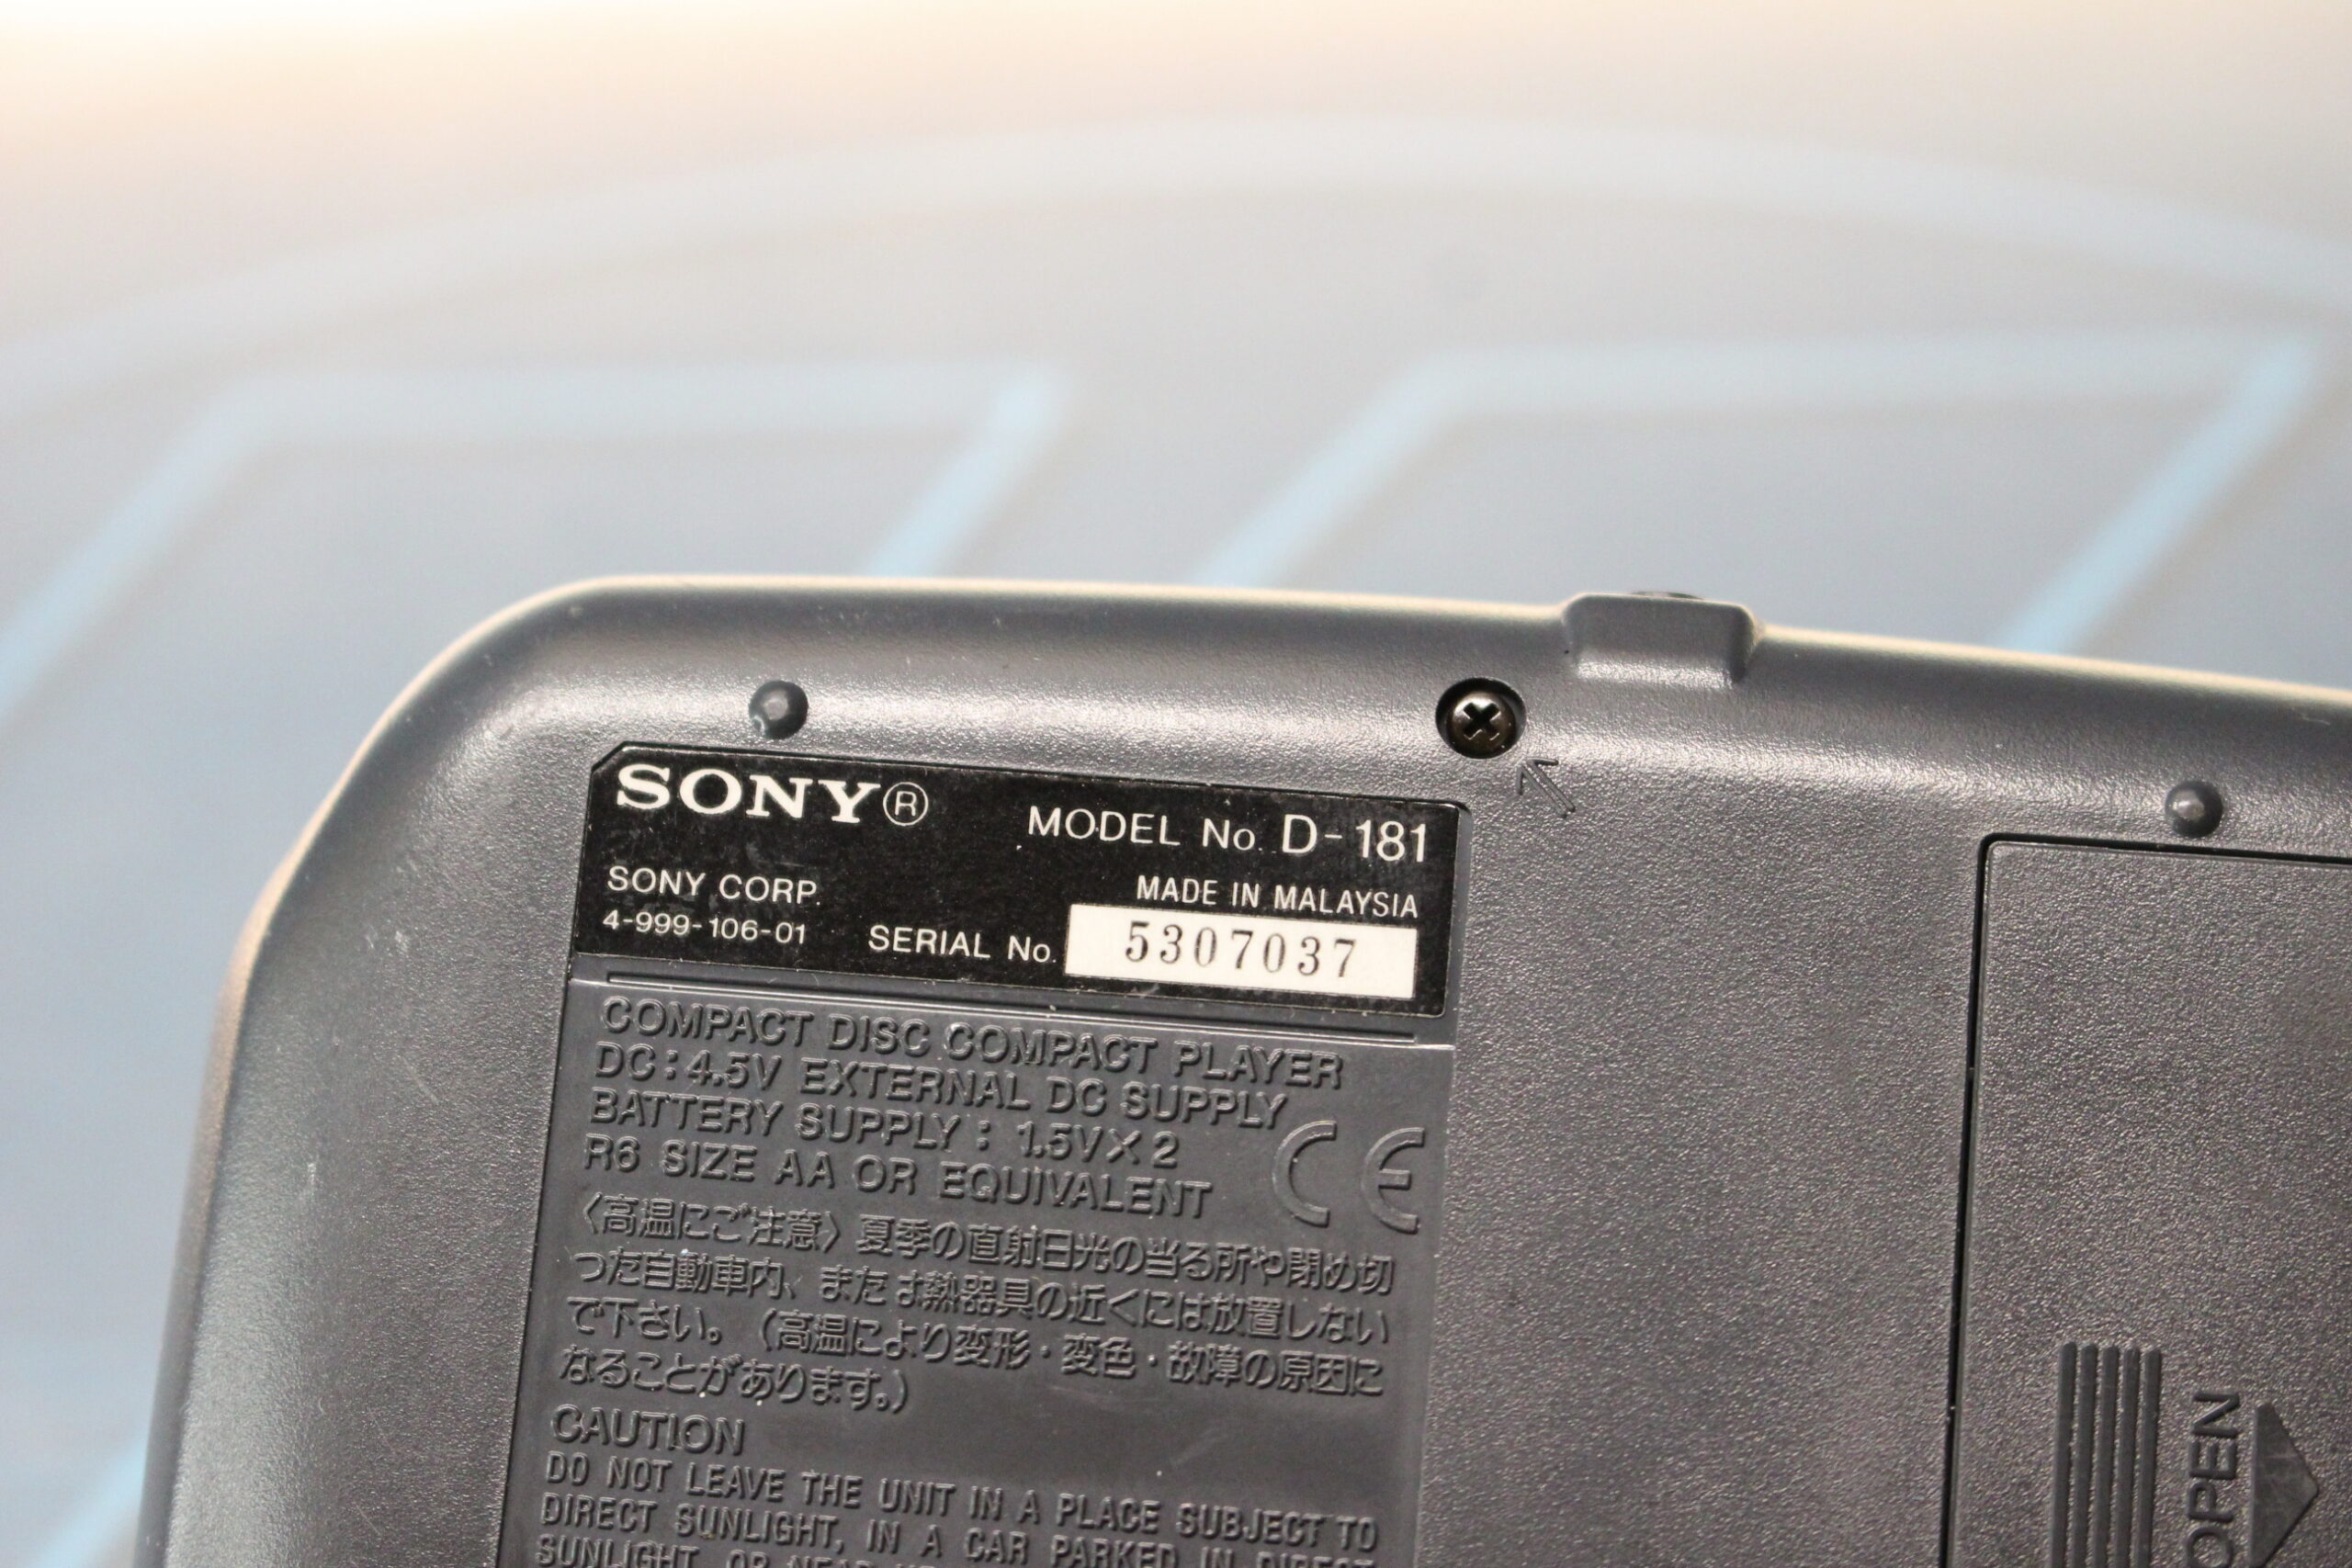 SONY®
MODEL No. D-181
SONY CORP.
MADE IN MALAYSIA
4-999-106-01
SERIAL No. 5307037
COMPACT DISC COMPACT PLAYER
DC:4.5V EXTERNAL DC SUPPLY
BATTERY SUPPLY: 1.5V×2
R6 SIZE AA OR EQUIVALENT
CE
〈高温にご注意〉夏季の直射日光の当る所や閉め切
った自動車内、または熱器具の近くには放置しない
で下さい。(高温により変形・変色・故障の原因に
なることがあります。)
CAUTION
DO NOT LEAVE THE UNIT IN A PLACE SUBJECT TO
DIRECT SUNLIGHT, IN A CAR PARKED IN DIRECT
SUNLIGHT, OR NEAR
OPEN